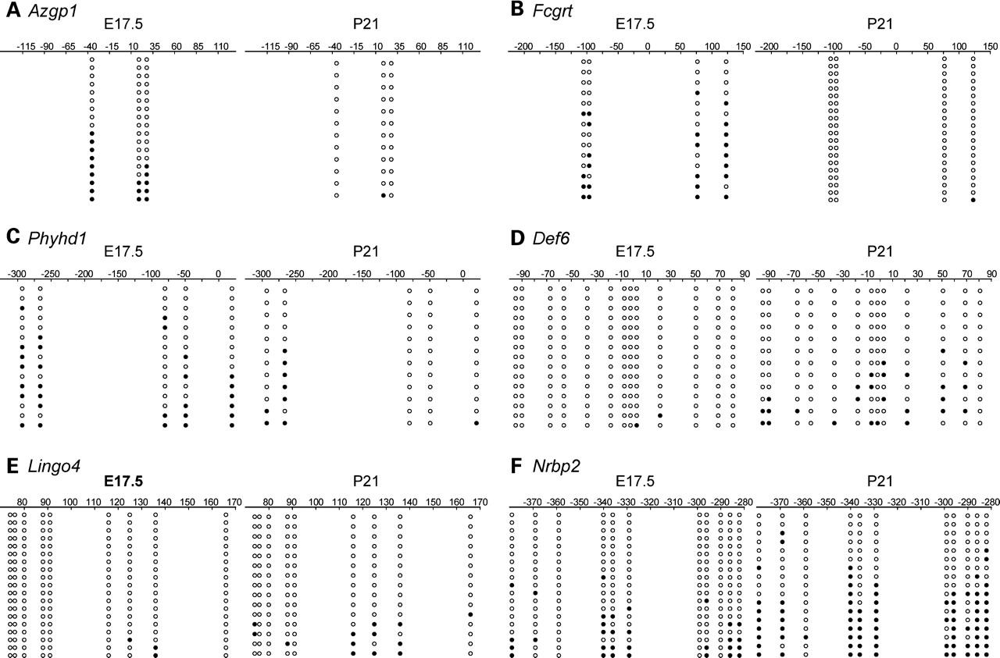 A Azgp1
E17.5 P21
-115 -90 -65 -40 -15 10 35 60 85 110 -115 -90 -65 -40 -15 10 35 60 85 110
B Fcgrt
E17.5 P21
-200 -150 -100 -50 0 50 100 150 -200 -150 -100 -50 0 50 100 150
C Phyhd1
E17.5 P21
-300 -250 -200 -150 -100 -50 0 -300 -250 -200 -150 -100 -50 0
D Def6
E17.5 P21
-90 -70 -50 -30 -10 10 30 50 70 90 -90 -70 -50 -30 -10 10 30 50 70 90
E Lingo4
E17.5 P21
80 90 100 110 120 130 140 150 160 170 80 90 100 110 120 130 140 150 160 170
F Nrbp2
E17.5 P21
-370 -360 -350 -340 -330 -320 -310 -300 -290 -280 -370 -360 -350 -340 -330 -320 -310 -300 -290 -280